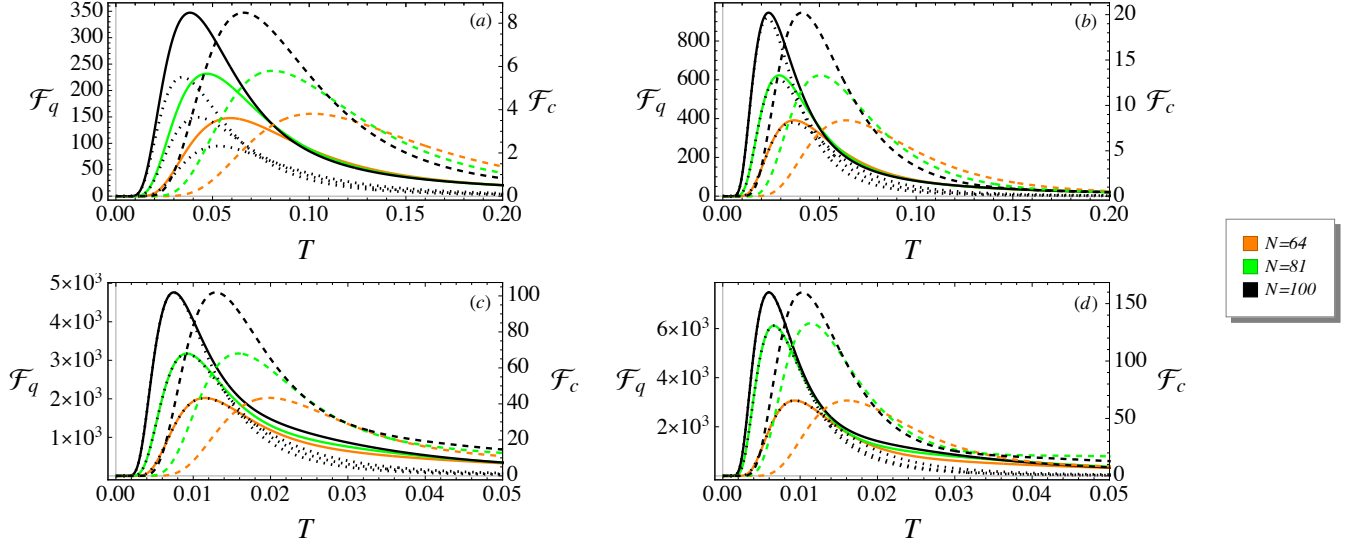 (a)
350
300
250
200
150
100
50
0
ℱq
8
6
4
2
0
ℱc
0.00 0.05 0.10 0.15 0.20
T
(b)
800
600
400
200
0
ℱq
20
15
10
5
0
ℱc
0.00 0.05 0.10 0.15 0.20
T
N=64
N=81
N=100
(c)
5×10³
4×10³
3×10³
2×10³
1×10³
ℱq
100
80
60
40
20
0
ℱc
0.00 0.01 0.02 0.03 0.04 0.05
T
(d)
6×10³
4×10³
2×10³
ℱq
150
100
50
0
ℱc
0.00 0.01 0.02 0.03 0.04 0.05
T